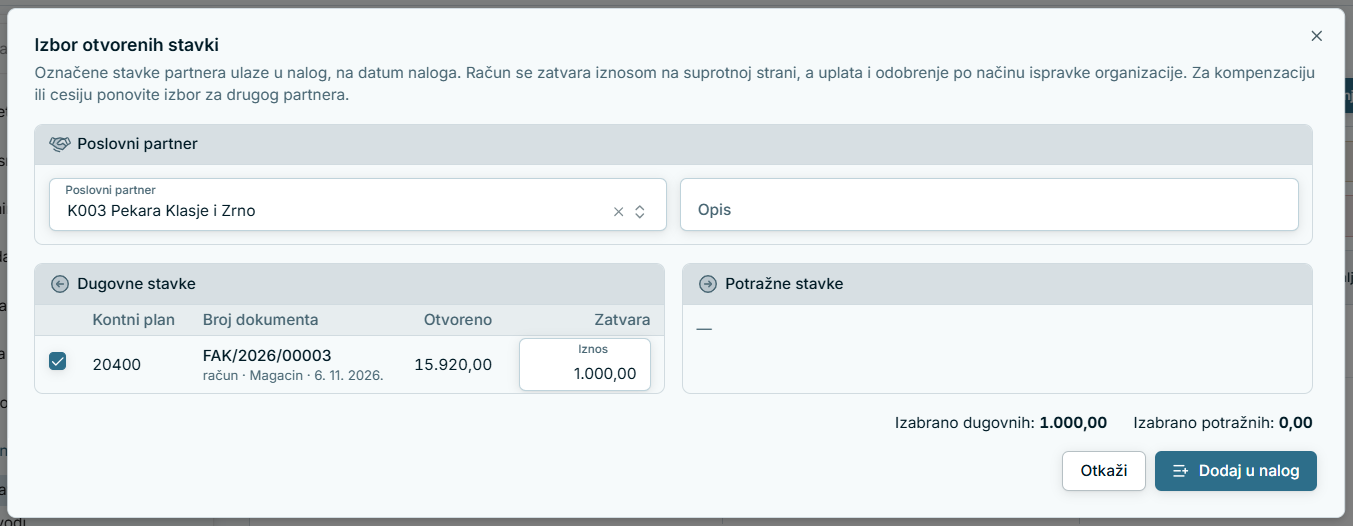 Izbor otvorenih stavki
Označene stavke partnera ulaze u nalog, na datum naloga. Račun se zatvara iznosom na suprotnoj strani, a uplata i odobrenje po načinu ispravke organizacije. Za kompenzaciju
ili cesiju ponovite izbor za drugog partnera.
Poslovni partner
Poslovni partner
K003 Pekara Klasje i Zrno
Opis
Dugovne stavke
Kontni plan Broj dokumenta Otvoreno Zatvara
20400 FAK/2026/00003 15.920,00 Iznos
račun · Magacin · 6. 11. 2026. 1.000,00
Potražne stavke
—
Izabrano dugovnih: 1.000,00 Izabrano potražnih: 0,00
Otkaži Dodaj u nalog